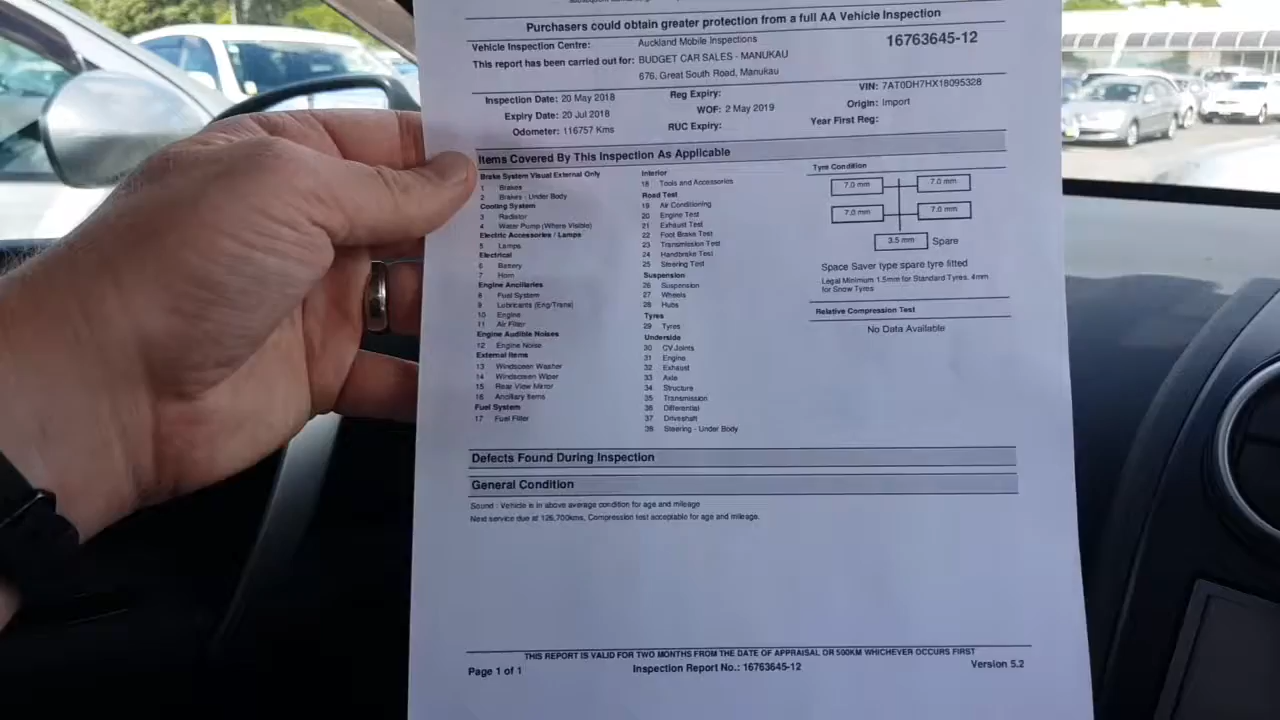 Purchasers could obtain greater protection from a full AA Vehicle Inspection
Vehicle Inspection Centre: Auckland Mobile Inspections 16763645-12
This report has been carried out for: BUDGET CAR SALES - MANUKAU
676, Great South Road, Manukau
Inspection Date: 20 May 2018 Reg Expiry: VIN: 7AT0DH7HX18095328
Expiry Date: 20 Jul 2018 WOF: 2 May 2019 Origin: Import
Odometer: 116757 Kms RUC Expiry: Year First Reg:
Items Covered By This Inspection As Applicable
Brake System Visual External Only
1 Brakes
2 Brakes - Under Body
Cooling System
3 Radiator
4 Water Pump (Where Visible)
Electric Accessories / Lamps
5 Lamps
Electrical
6 Battery
7 Horn
Engine Ancillaries
8 Fuel System
9 Lubricants (Eng/Trans)
10 Engine
11 Air Filter
Engine Audible Noises
12 Engine Noise
External Items
13 Windscreen Washer
14 Windscreen Wiper
15 Rear View Mirror
16 Ancillary Items
Fuel System
17 Fuel Filler
Interior
18 Tools and Accessories
Road Test
19 Air Conditioning
20 Engine Test
21 Exhaust Test
22 Foot Brake Test
23 Transmission Test
24 Handbrake Test
25 Steering Test
Suspension
26 Suspension
27 Wheels
28 Hubs
Tyres
29 Tyres
Underside
30 CV Joints
31 Engine
32 Exhaust
33 Axle
34 Structure
35 Transmission
36 Differential
37 Driveshaft
38 Steering - Under Body
Tyre Condition
7.0 mm 7.0 mm
7.0 mm 7.0 mm
3.5 mm Spare
Space Saver type spare tyre fitted
Legal Minimum 1.5mm for Standard Tyres, 4mm
for Snow Tyres
Relative Compression Test
No Data Available
Defects Found During Inspection
General Condition
Sound : Vehicle is in above average condition for age and mileage
Next service due at 126,700kms, Compression test acceptable for age and mileage.
THIS REPORT IS VALID FOR TWO MONTHS FROM THE DATE OF APPRAISAL OR 500KM WHICHEVER OCCURS FIRST
Page 1 of 1 Inspection Report No.: 16763645-12 Version 5.2